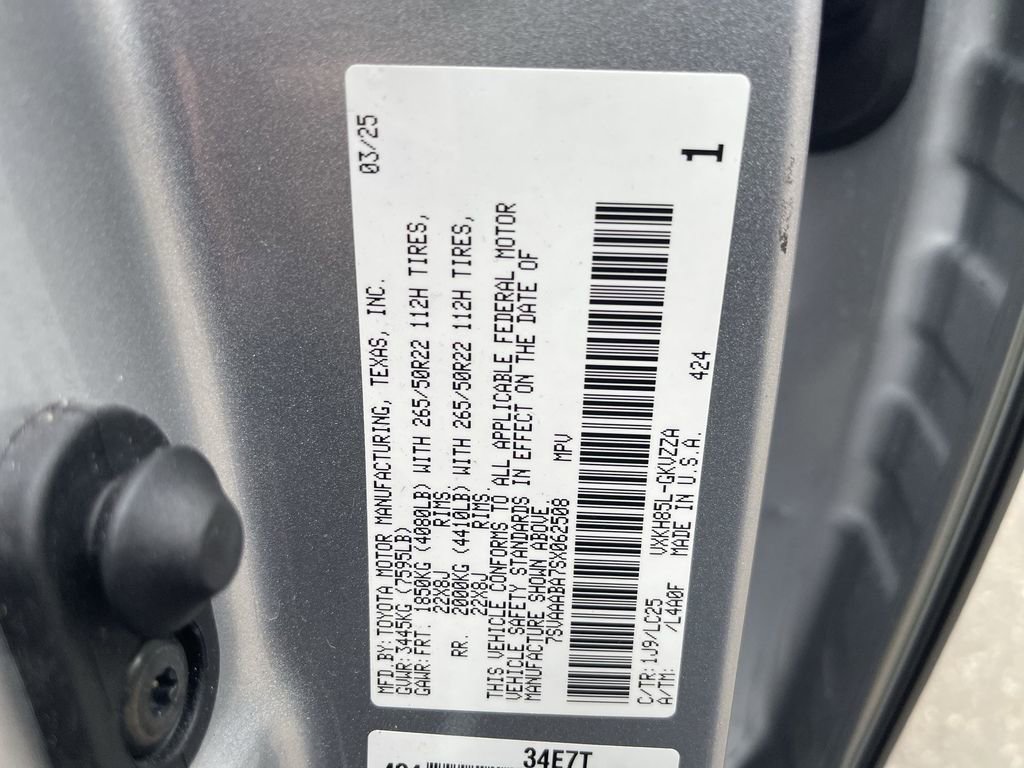 03/25
MFD.BY:TOYOTA MOTOR MANUFACTURING, TEXAS, INC.
GVWR:3445KG (7595LB)
GAWR:FRT. 1850KG (4080LB) WITH 265/50R22 112H TIRES,
22X8J RIMS,
RR. 2000KG (4410LB) WITH 265/50R22 112H TIRES,
22X8J RIMS
THIS VEHICLE CONFORMS TO ALL APPLICABLE FEDERAL MOTOR
VEHICLE SAFETY STANDARDS IN EFFECT ON THE DATE OF
MANUFACTURE SHOWN ABOVE
7SVAAABA7SX062508 MPV
C/TR:1J9/LC25 VXKH85L-GKVZZA 424
A/TM: /L4A0F MADE IN U.S.A.
1
34E7T